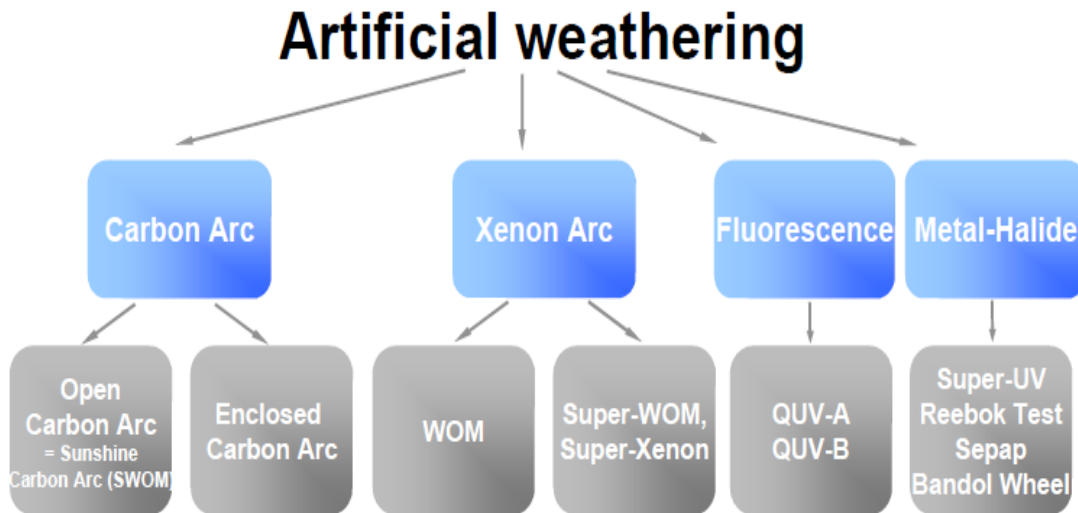 Artificial weathering
Carbon Arc
Xenon Arc
Fluorescence
Metal-Halide
Open
Carbon Arc
= Sunshine
Carbon Arc (SWOM)
Enclosed
Carbon Arc
WOM
Super-WOM,
Super-Xenon
QUV-A
QUV-B
Super-UV
Reebok Test
Sepap
Bandol Wheel